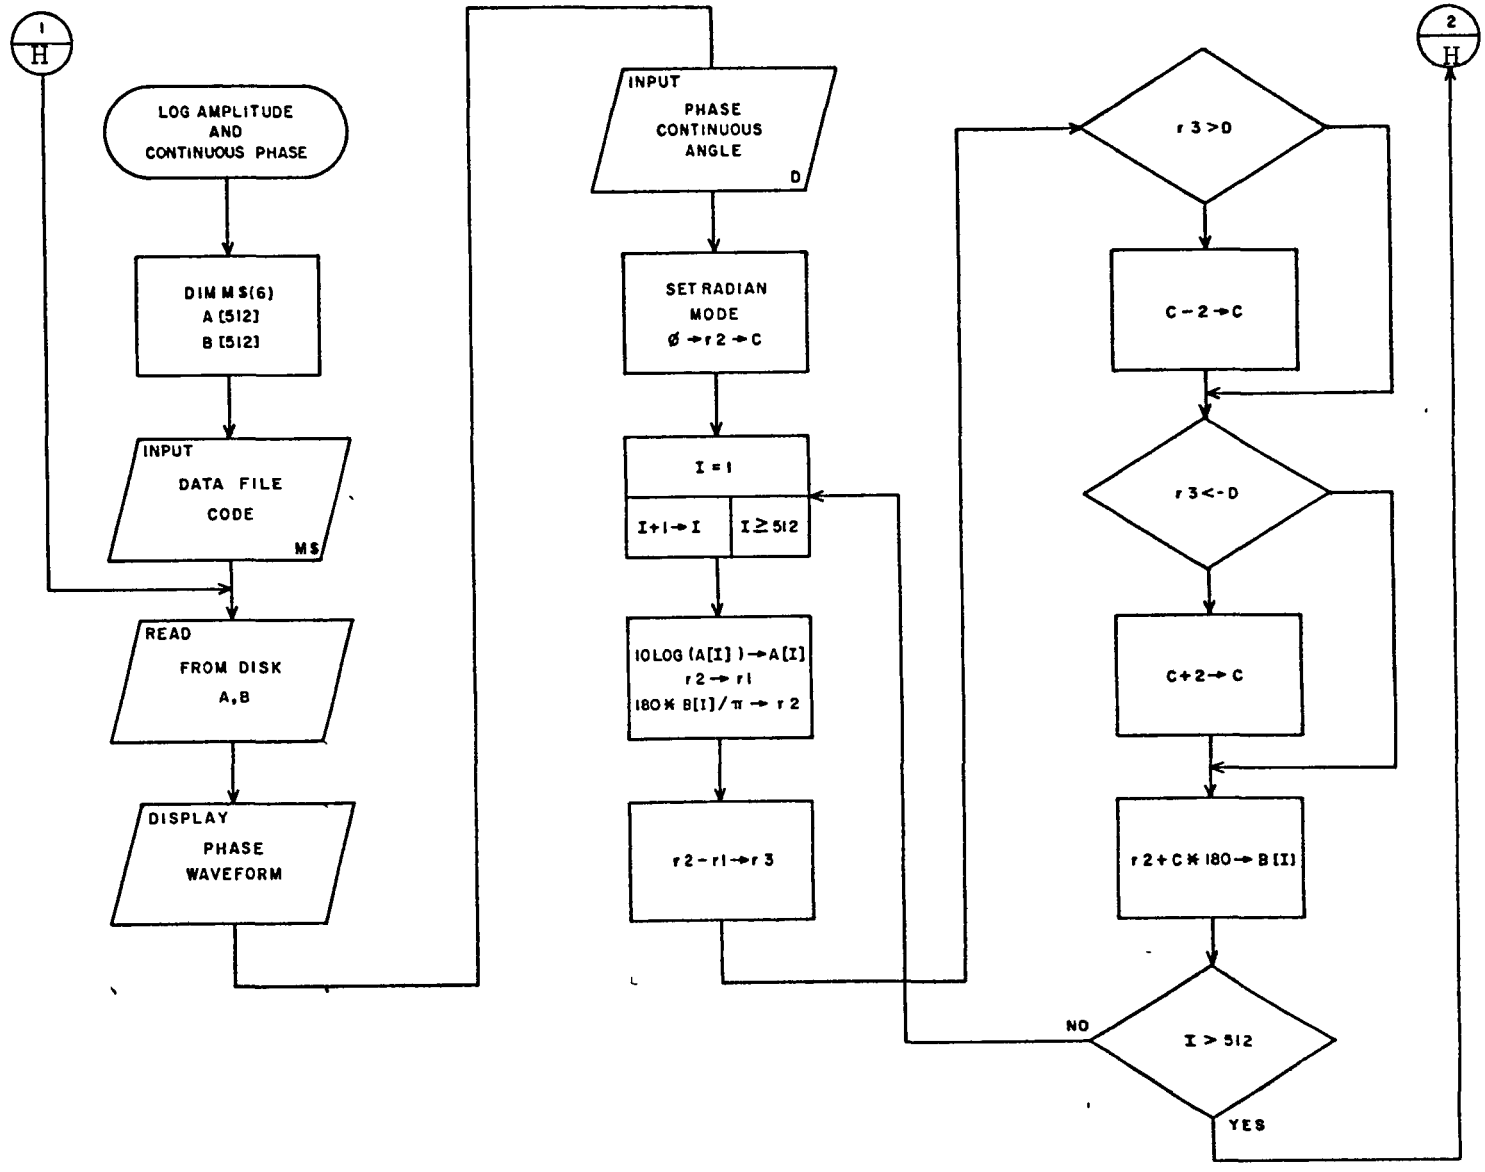 1
H
LOG AMPLITUDE
AND
CONTINUOUS PHASE
DIM M$(6)
A [512]
B [512]
INPUT
DATA FILE
CODE
M$
READ
FROM DISK
A,B
DISPLAY
PHASE
WAVEFORM
INPUT
PHASE
CONTINUOUS
ANGLE
D
SET RADIAN
MODE
Ø → r2 → C
I = 1
I+1→I
I ≥ 512
10LOG (A[I]) → A[I]
r2 → r1
180* B[I]/π → r2
r2 - r1 → r3
r3 > D
C - 2 → C
r3 < -D
C + 2 → C
r2 + C * 180 → B[I]
I > 512
NO
YES
2
H